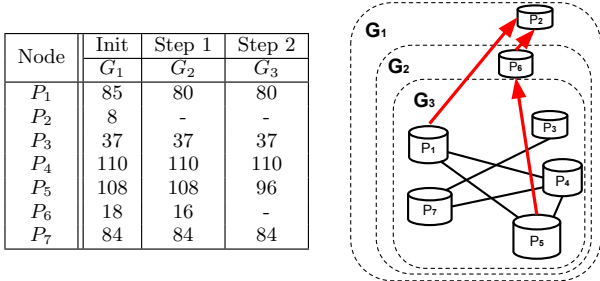 Node Init Step 1 Step 2
G1 G2 G3
P1 85 80 80
P2 8 - -
P3 37 37 37
P4 110 110 110
P5 108 108 96
P6 18 16 -
P7 84 84 84
G1
P2
G2
P6
G3
P3
P1
P4
P7
P5